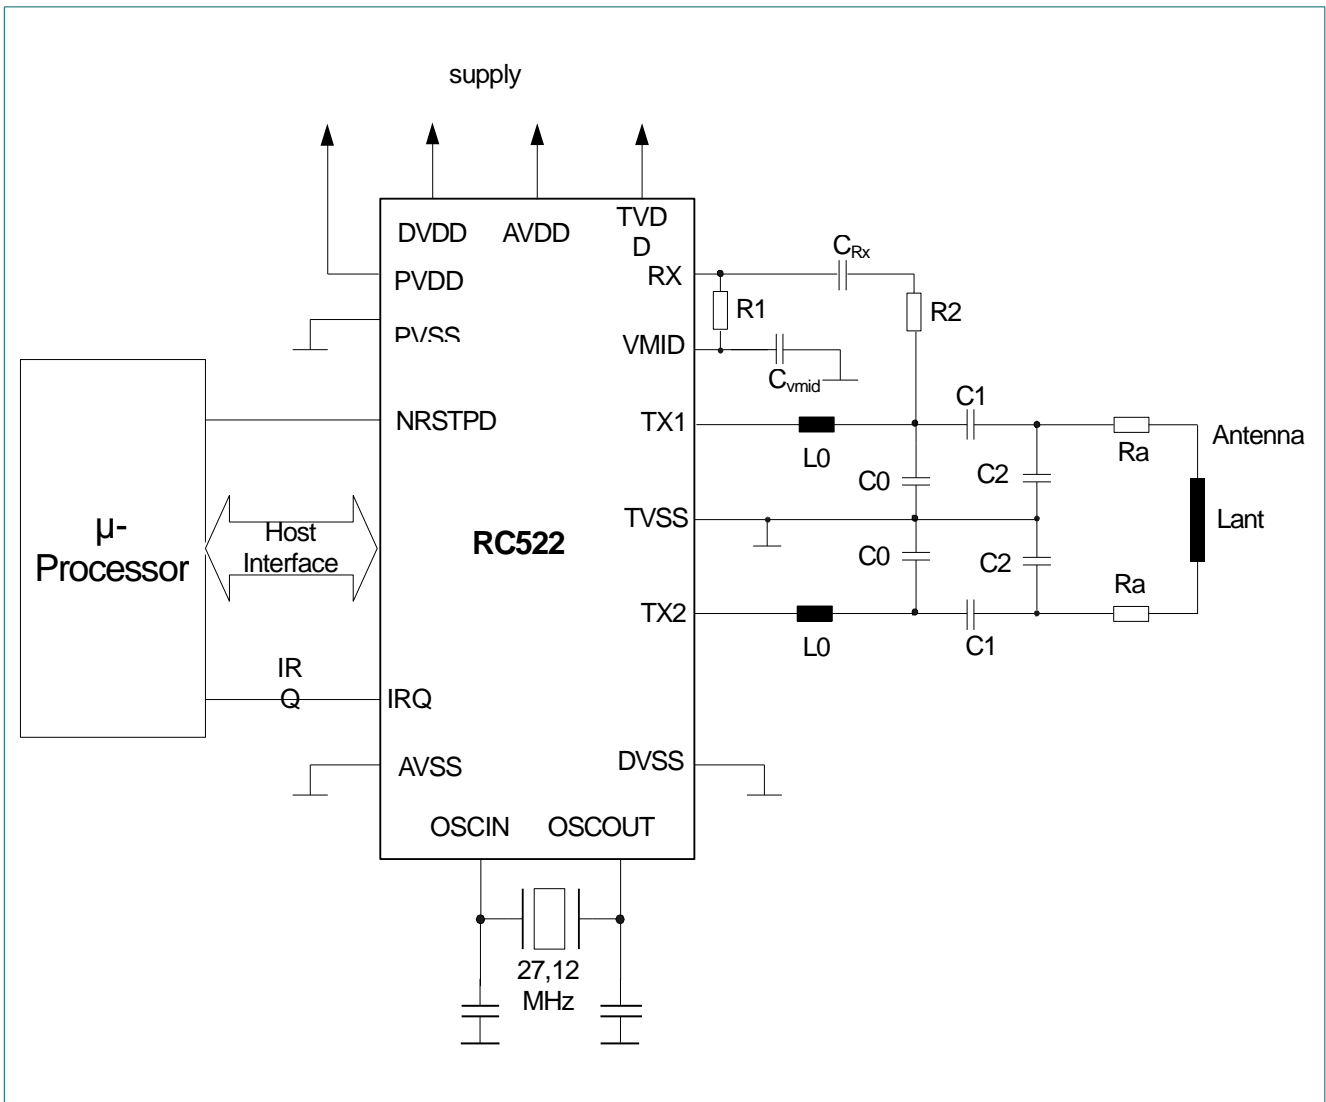 supply
DVDD
AVDD
TVD
D
PVDD
RX
CRx
R1
R2
PVSS
VMID
Cvmid
NRSTPD
TX1
L0
C1
Ra
Antenna
C0
C2
µ-
Processor
Host
Interface
RC522
TVSS
Lant
C0
C2
TX2
L0
C1
Ra
IR
Q
IRQ
AVSS
DVSS
OSCIN
OSCOUT
27,12
MHz